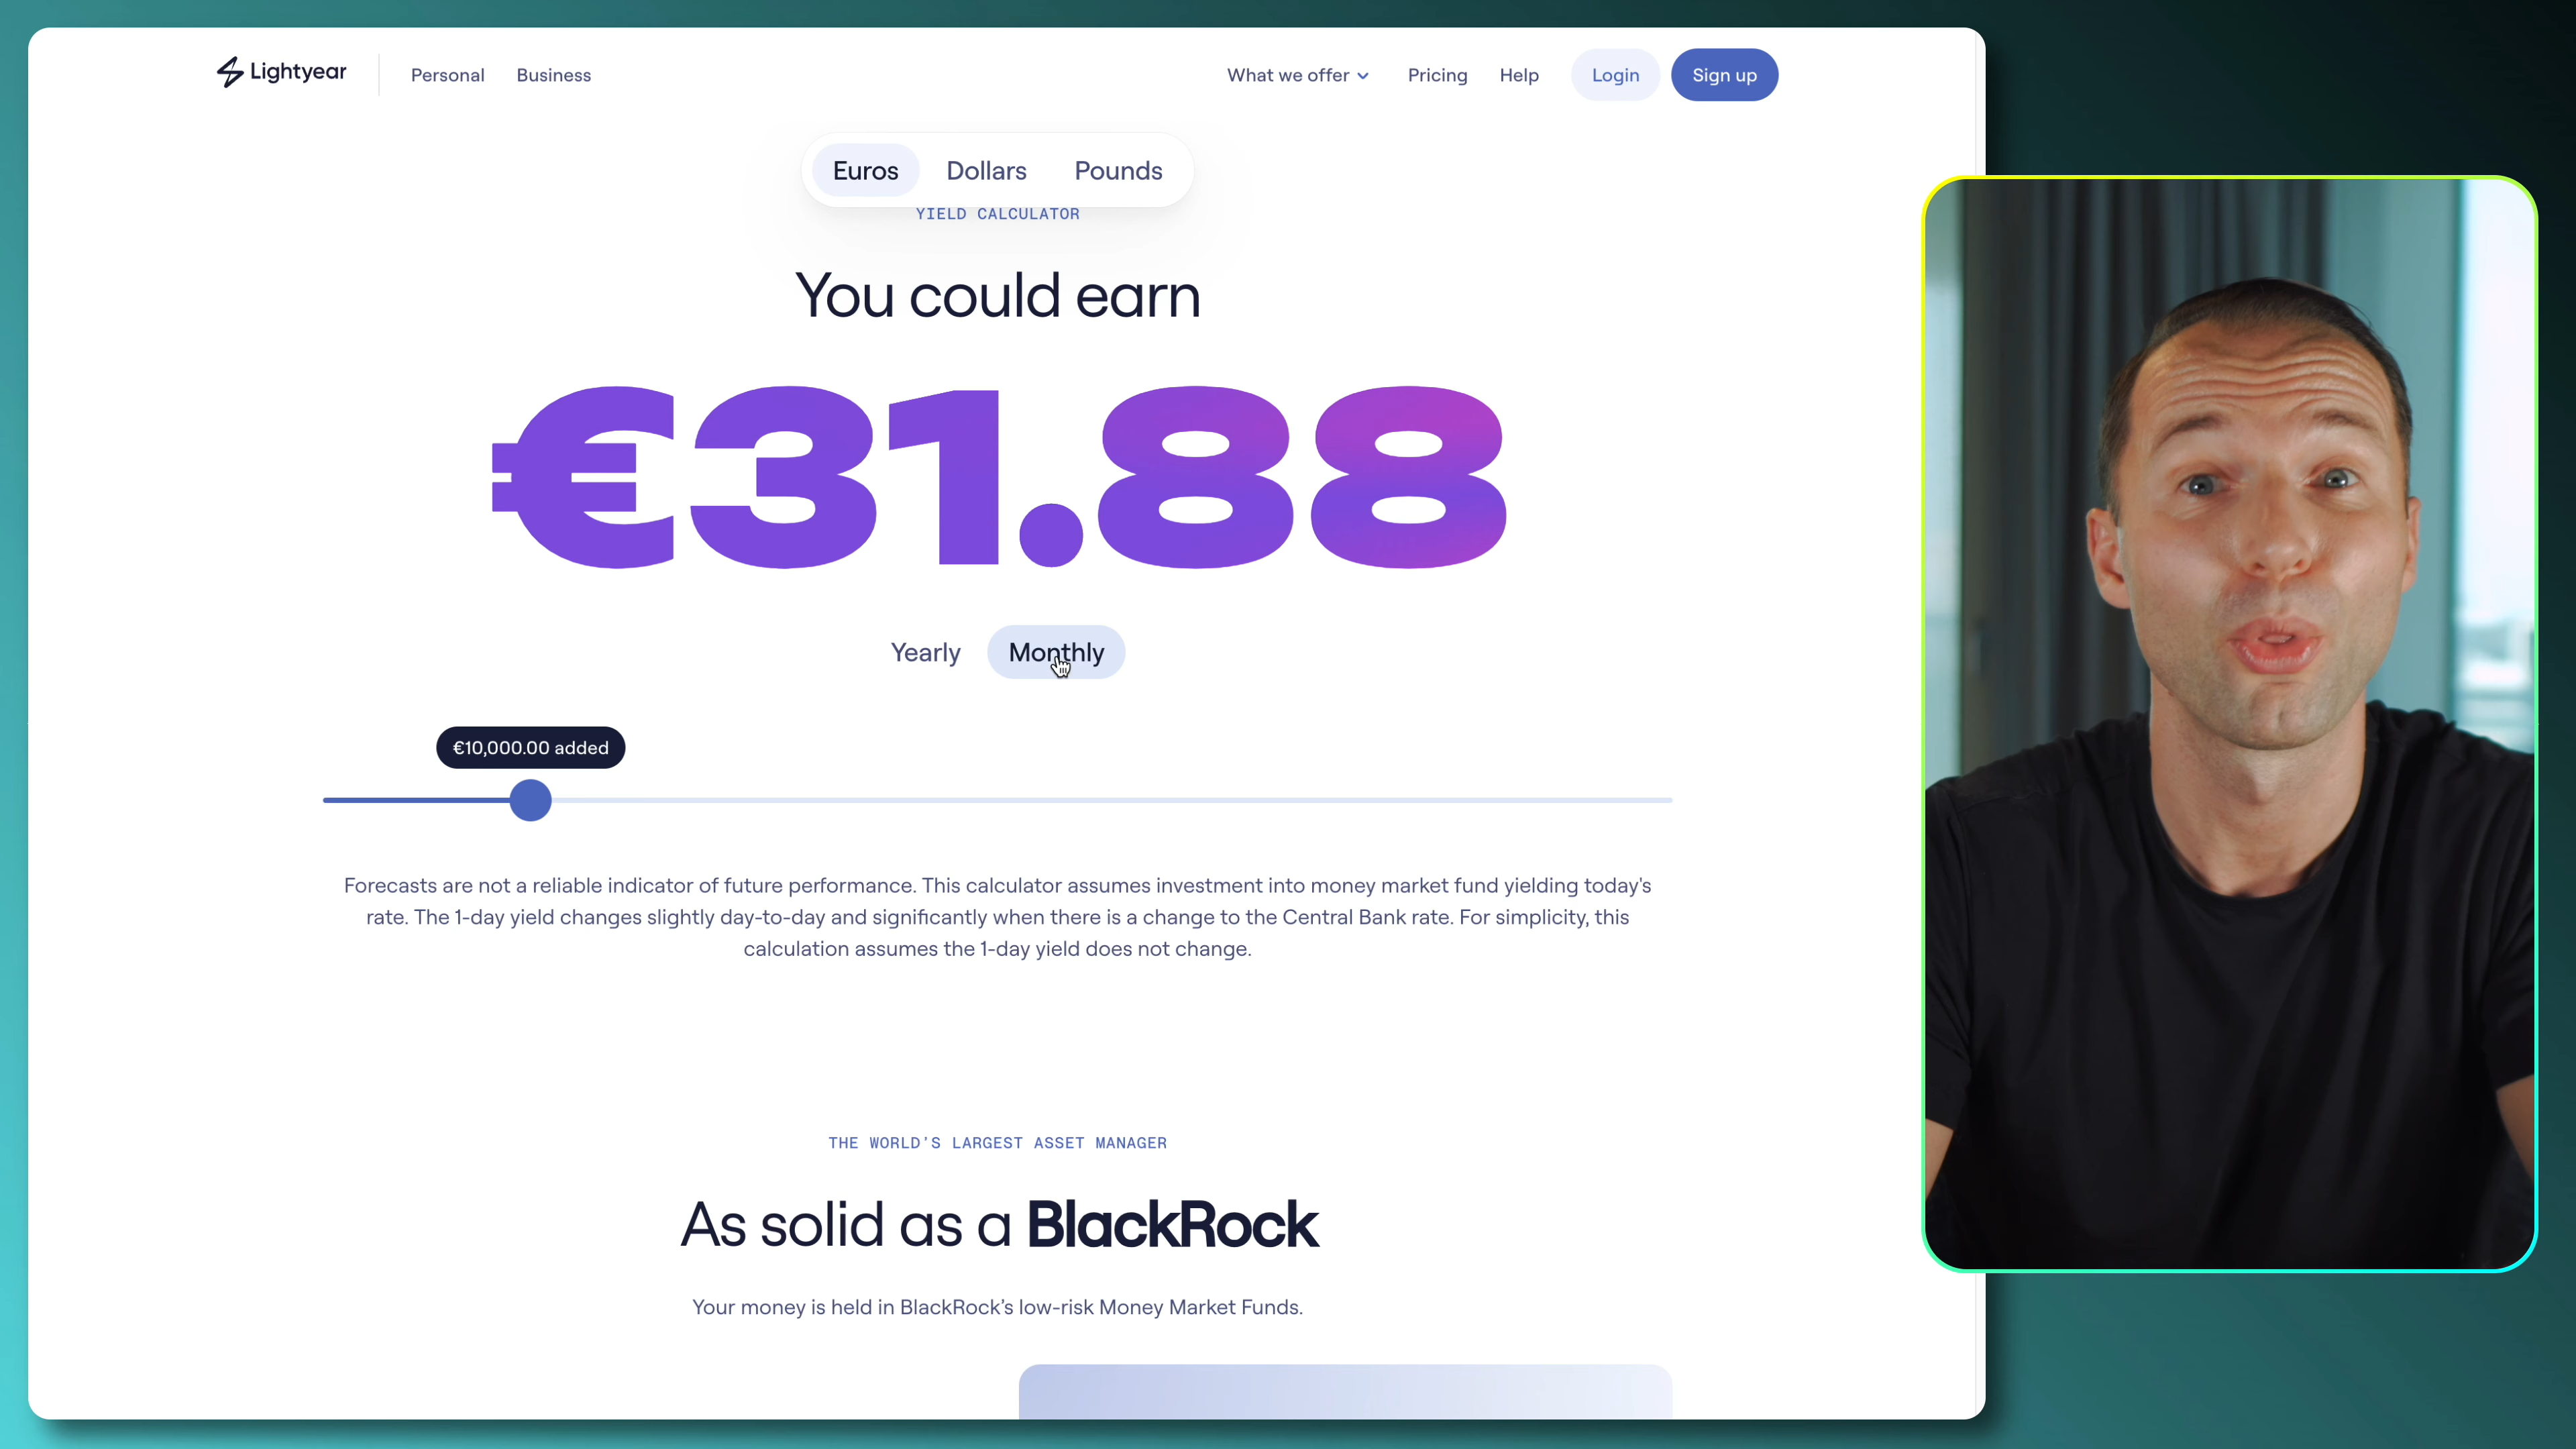 Lightyear
Personal
Business
What we offer
Pricing
Help
Login
Sign up
Euros
Dollars
Pounds
YIELD CALCULATOR
You could earn
€31.88
Yearly
Monthly
€10,000.00 added
Forecasts are not a reliable indicator of future performance. This calculator assumes investment into money market fund yielding today's
rate. The 1-day yield changes slightly day-to-day and significantly when there is a change to the Central Bank rate. For simplicity, this
calculation assumes the 1-day yield does not change.
THE WORLD'S LARGEST ASSET MANAGER
As solid as a BlackRock
Your money is held in BlackRock's low-risk Money Market Funds.